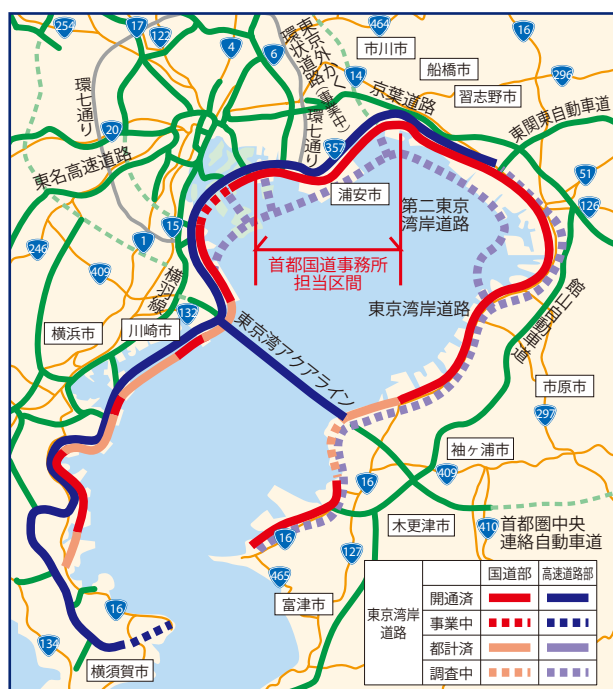 254
17
122
4
6
464
市川市
14
船橋市
296
習志野市
東京外かく
環状道路
（事業中）
環七通り
環七通り
京葉道路
東関東自動車道
20
357
51
126
東名高速道路
浦安市
第二東京
湾岸道路
15
1
246
409
首都国道事務所
担当区間
横羽線
東京湾岸道路
館山自動車道
132
横浜市
川崎市
東京湾アクアライン
市原市
297
袖ヶ浦市
409
16
木更津市
410
首都圏中央
連絡自動車道
16
127
465
富津市
16
134
横須賀市
東京湾岸
道路
国道部
高速道路部
開通済
事業中
都計済
調査中